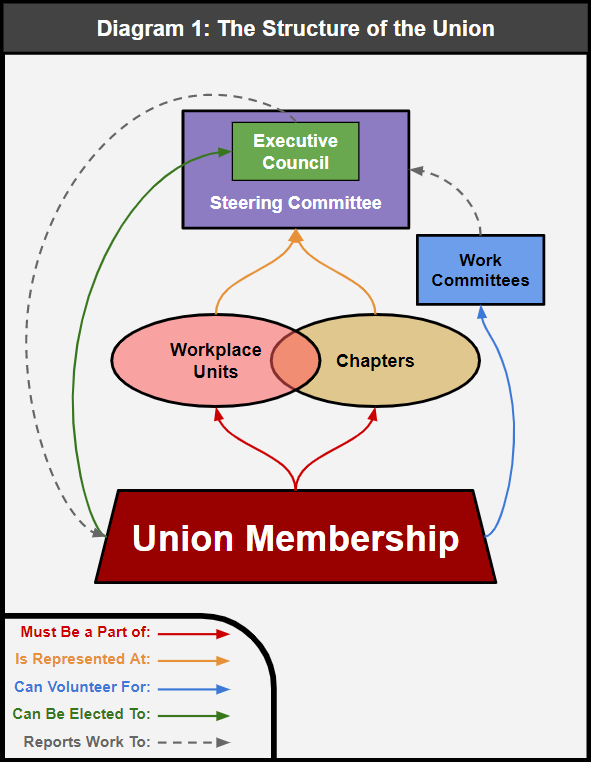 Diagram 1: The Structure of the Union
Executive
Council
Steering Committee
Work
Committees
Workplace
Units
Chapters
Union Membership
Must Be a Part of:
Is Represented At:
Can Volunteer For:
Can Be Elected To:
Reports Work To: